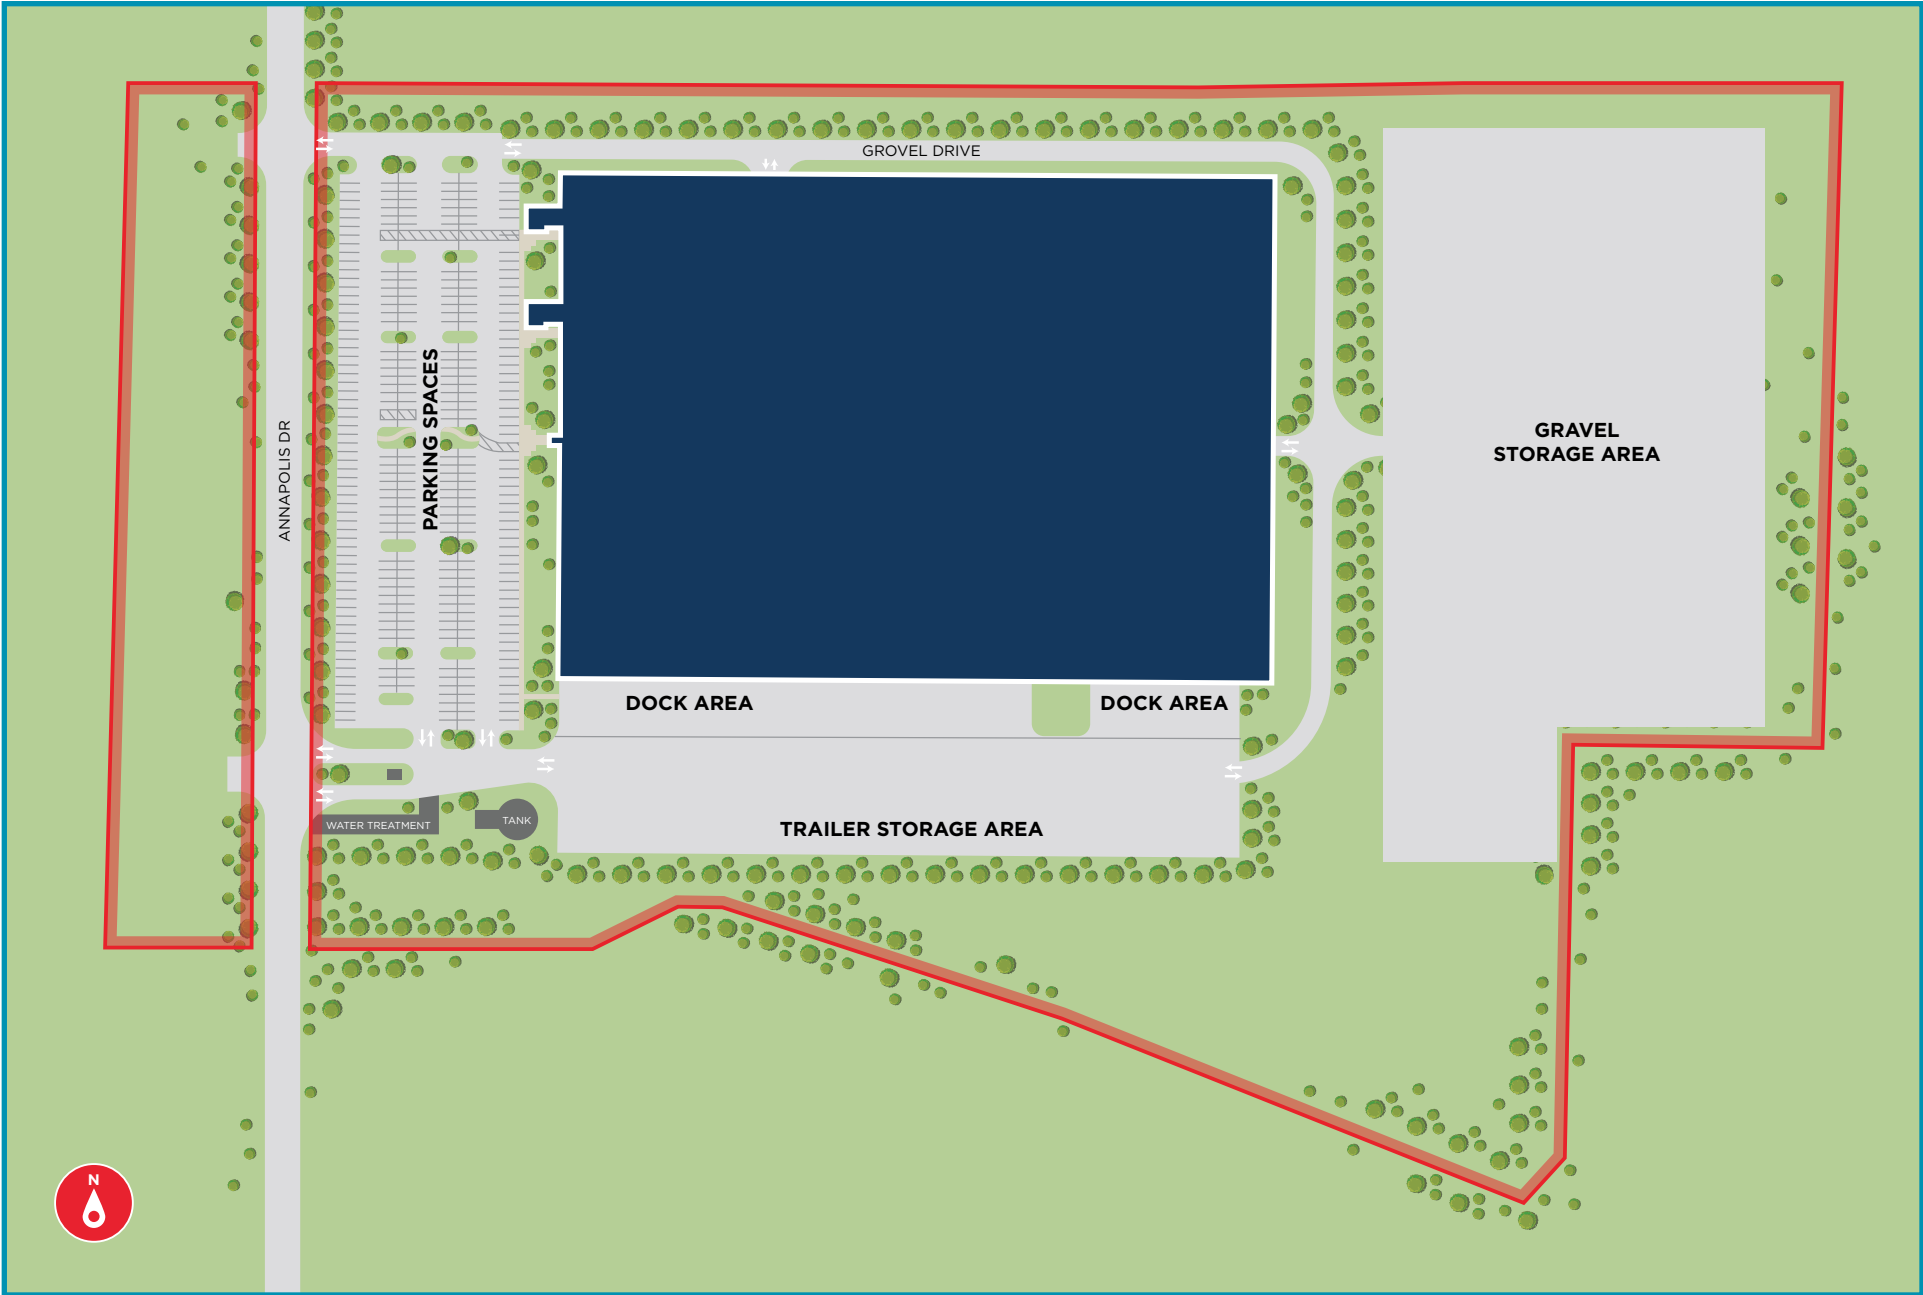 GROVEL DRIVE
ANNAPOLIS DR
PARKING SPACES
GRAVEL
STORAGE AREA
DOCK AREA
DOCK AREA
TRAILER STORAGE AREA
WATER TREATMENT
TANK
N